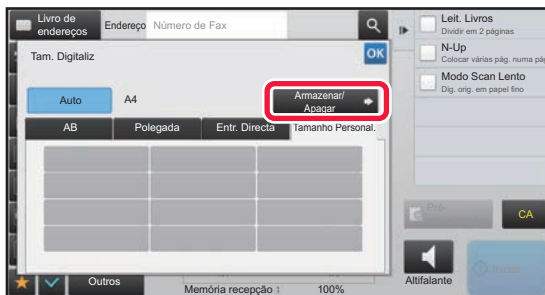 Livro de
endereços
Endereço
Número de Fax
Tam. Digitaliz
OK
Auto
A4
Armazenar/
Apagar
AB
Polegada
Entr. Directa
Tamanho Personal.
Outros
Memória recepção :
100%
Leit. Livros
Dividir em 2 páginas
N-Up
Colocar várias pág. numa pág
Modo Scan Lento
Dig. orig. em papel fino
Pré-
CA
Altifalante
Iniciar